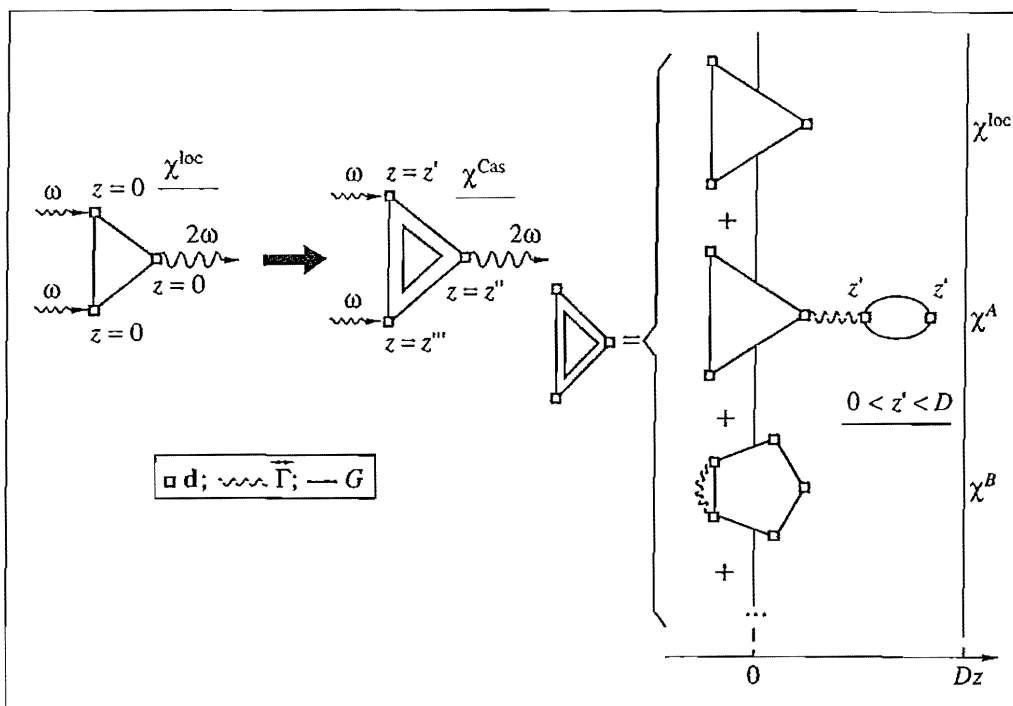 χ^loc
ω z = 0
2ω
ω z = 0
z = 0
χ^Cas
ω z = z'
2ω
ω z = z''
z = z'''
=
χ^loc
+
z' z'
χ^A
+
0 < z' < D
χ^B
+
...
0 Dz
d; Γ; — G